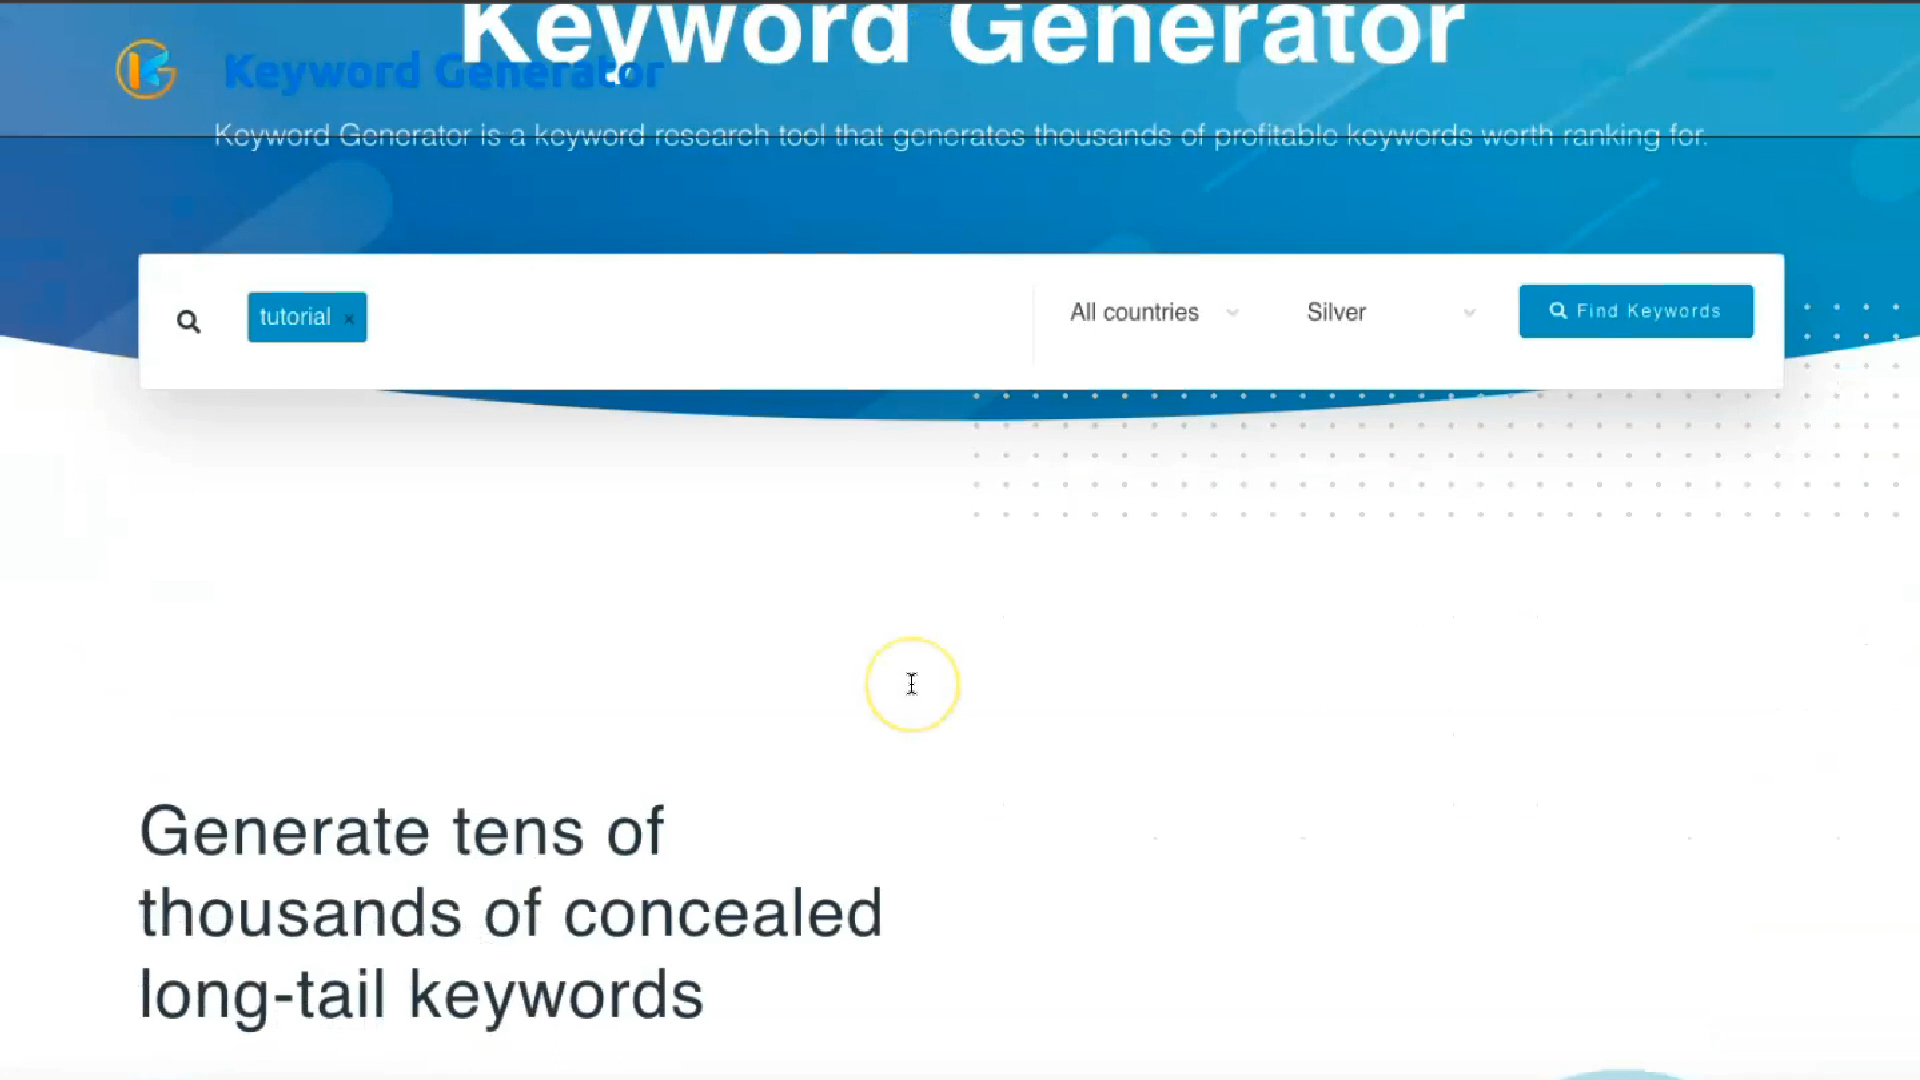 Keyword Generator
Keyword Generator
Keyword Generator is a keyword research tool that generates thousands of profitable keywords worth ranking for.
tutorial ×
All countries
Silver
Find Keywords
Generate tens of
thousands of concealed
long-tail keywords